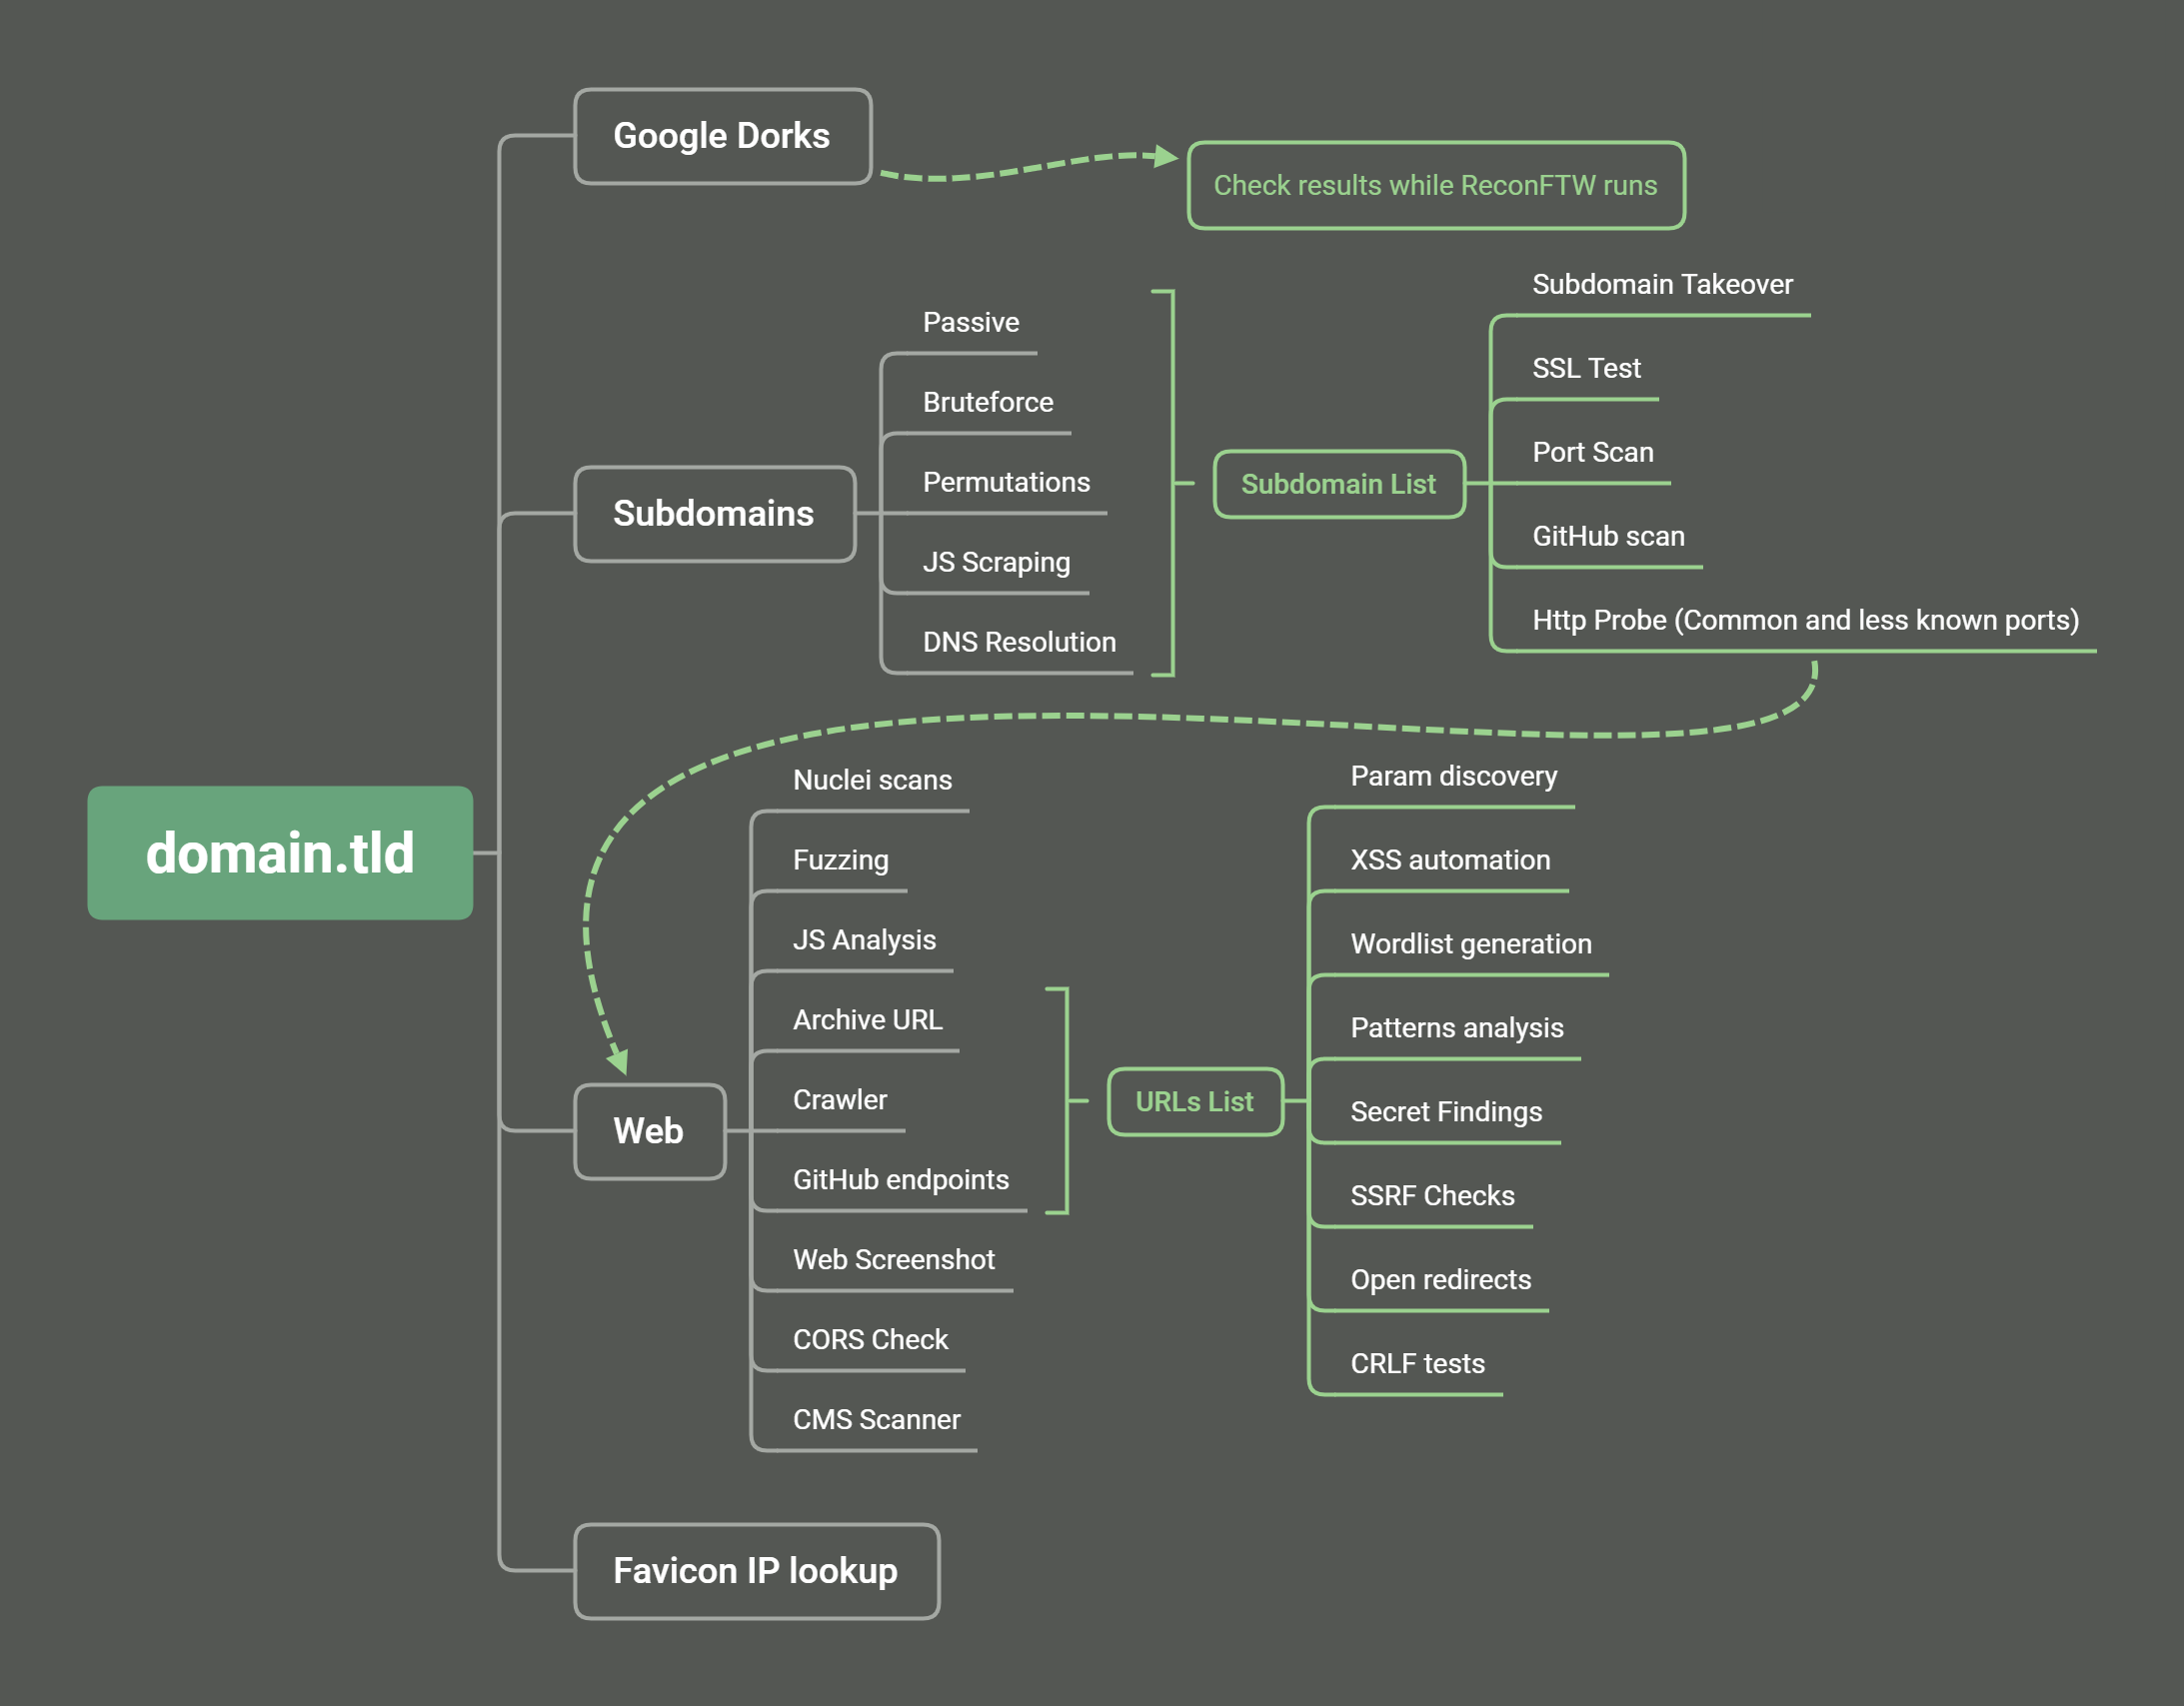 Google Dorks
Check results while ReconFTW runs
Subdomains
Passive
Bruteforce
Permutations
JS Scraping
DNS Resolution
Subdomain List
Subdomain Takeover
SSL Test
Port Scan
GitHub scan
Http Probe (Common and less known ports)
domain.tld
Web
Nuclei scans
Fuzzing
JS Analysis
Archive URL
Crawler
GitHub endpoints
Web Screenshot
CORS Check
CMS Scanner
URLs List
Param discovery
XSS automation
Wordlist generation
Patterns analysis
Secret Findings
SSRF Checks
Open redirects
CRLF tests
Favicon IP lookup